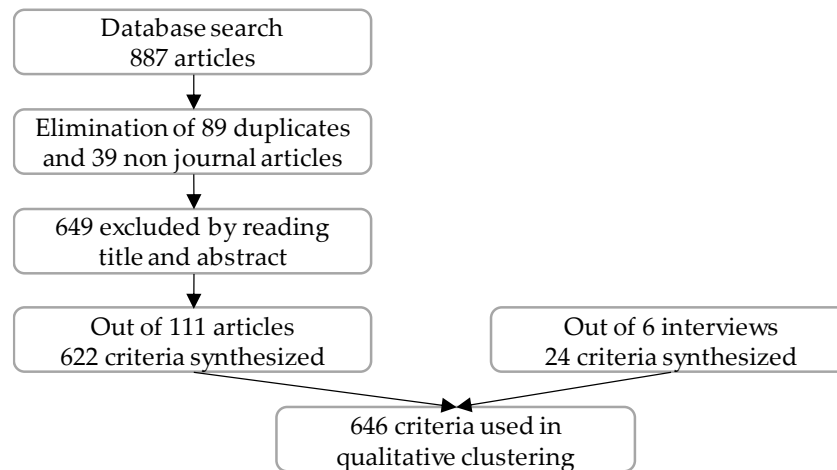 Database search
887 articles
Elimination of 89 duplicates
and 39 non journal articles
649 excluded by reading
title and abstract
Out of 111 articles
622 criteria synthesized
Out of 6 interviews
24 criteria synthesized
646 criteria used in
qualitative clustering